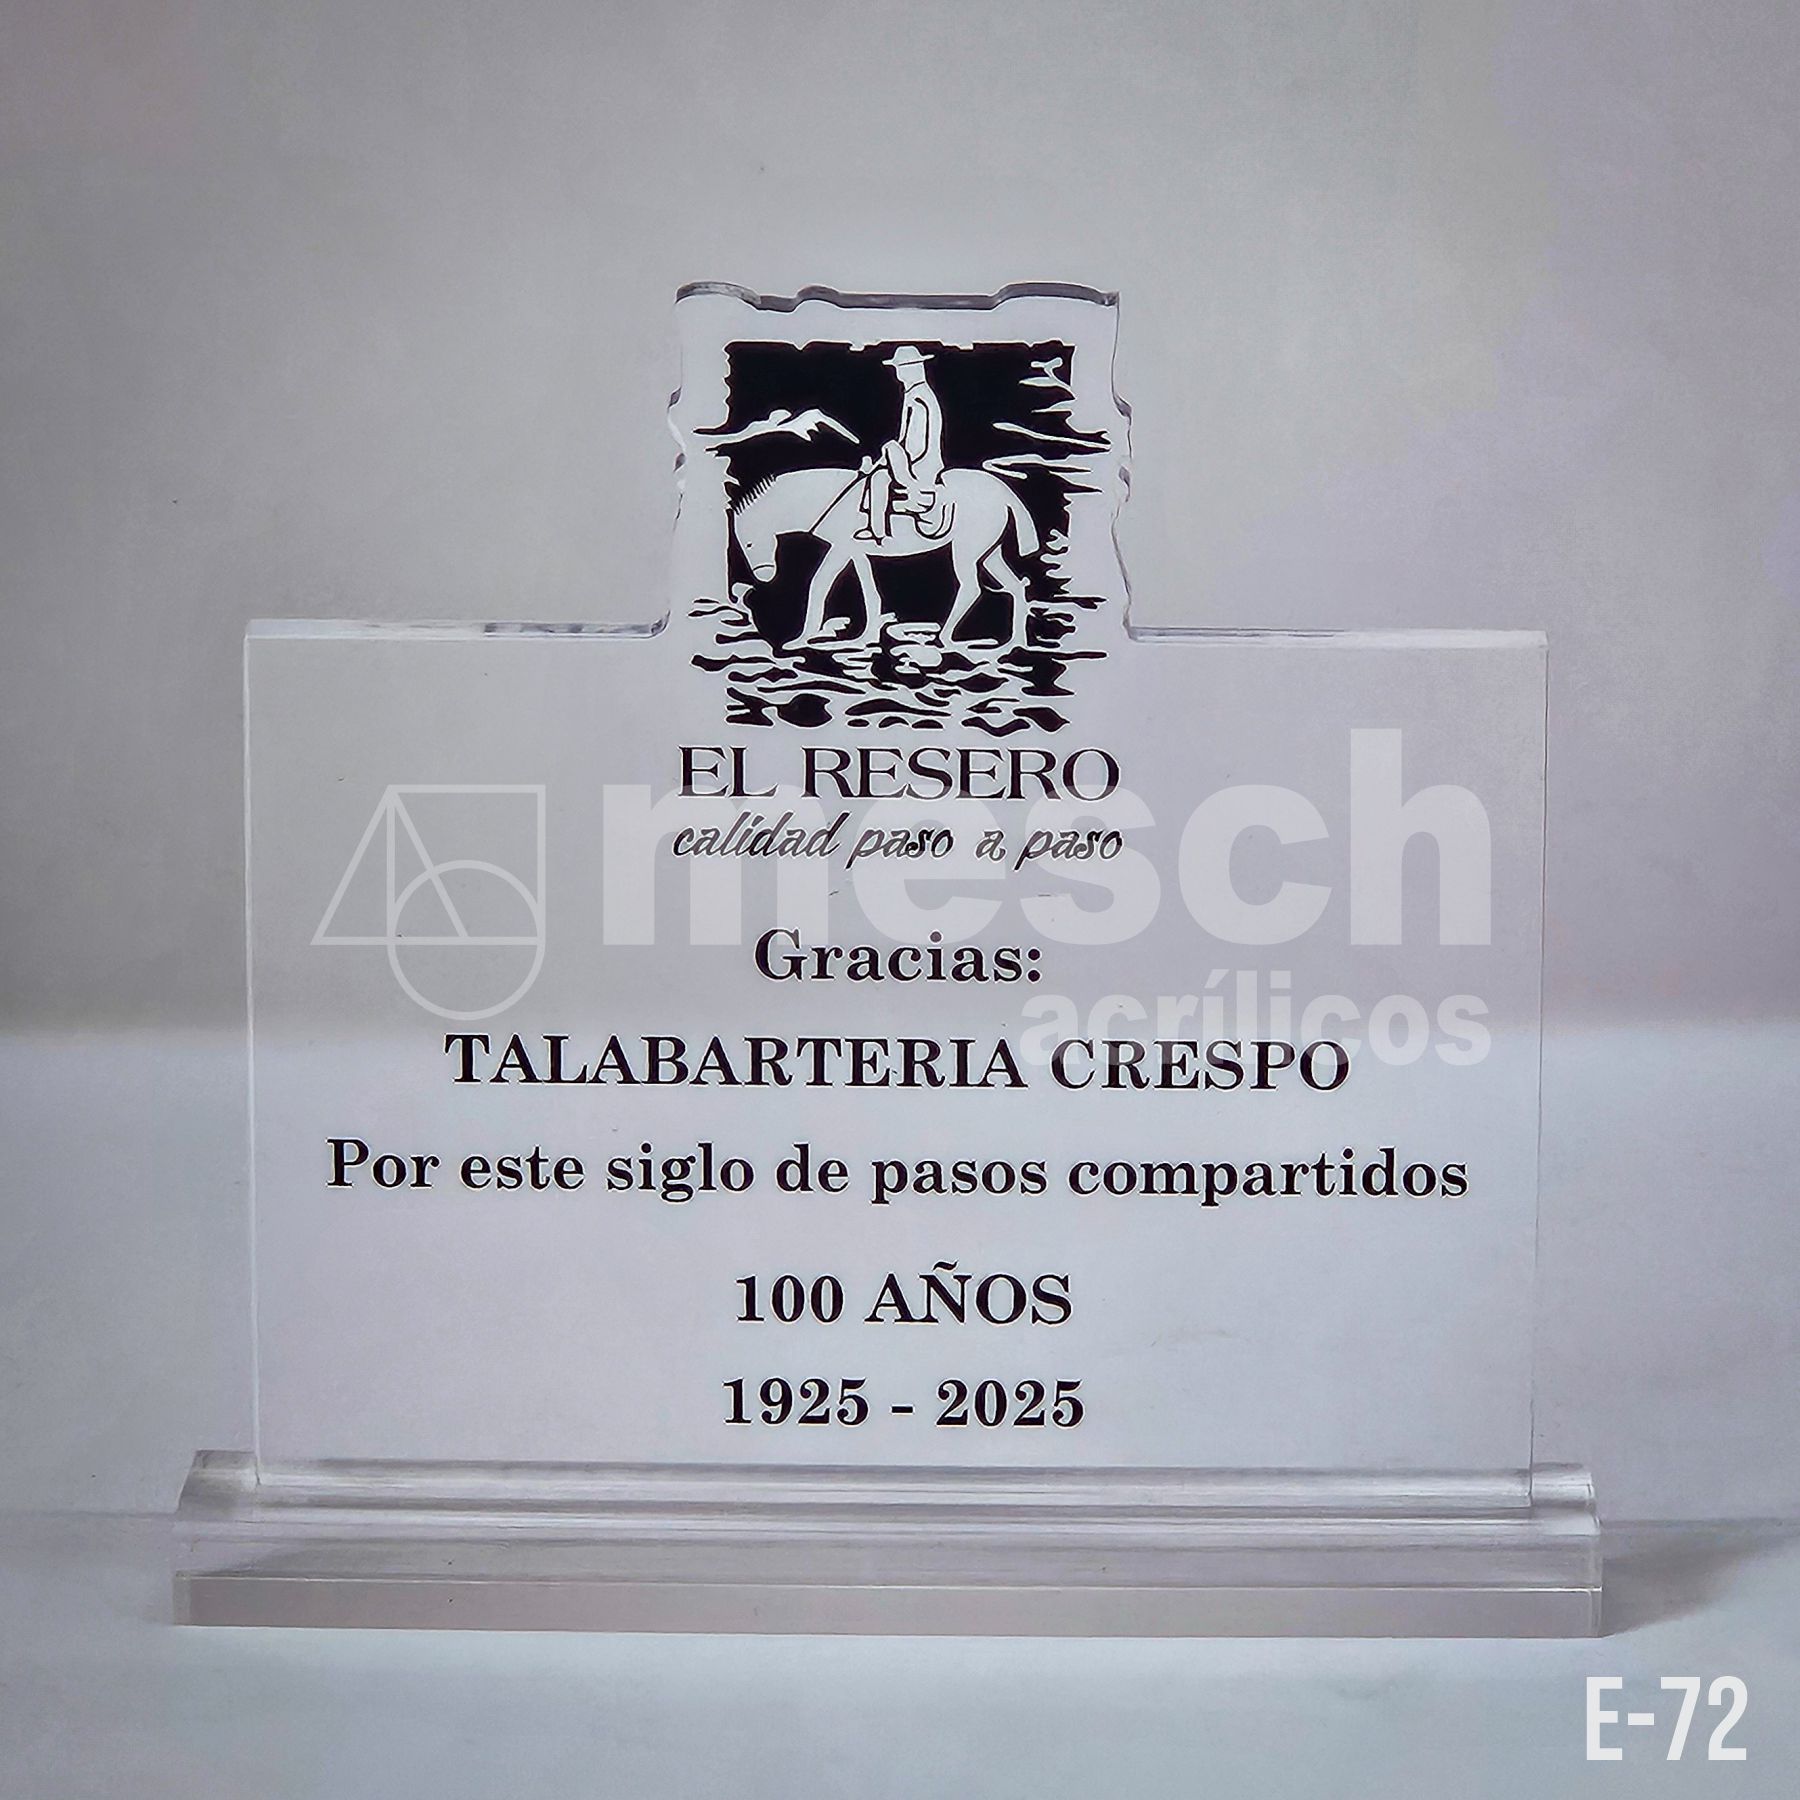 EL RESERO
calidad paso a paso
mesch
acrílicos
Gracias:
TALABARTERIA CRESPO
Por este siglo de pasos compartidos
100 AÑOS
1925 - 2025
E-72